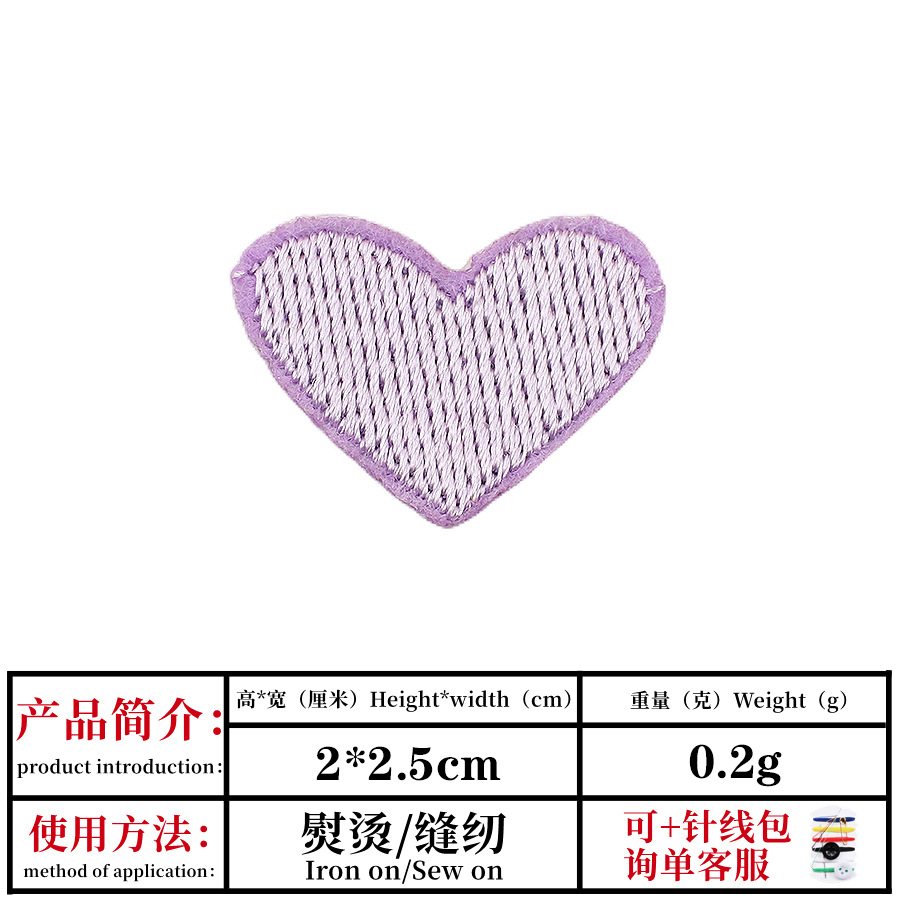 产品简介：
product introduction：
高*宽（厘米）Height*width（cm）
重量（克）Weight（g）
2*2.5cm
0.2g
使用方法：
method of application：
熨烫/缝纫
Iron on/Sew on
可+针线包
询单客服